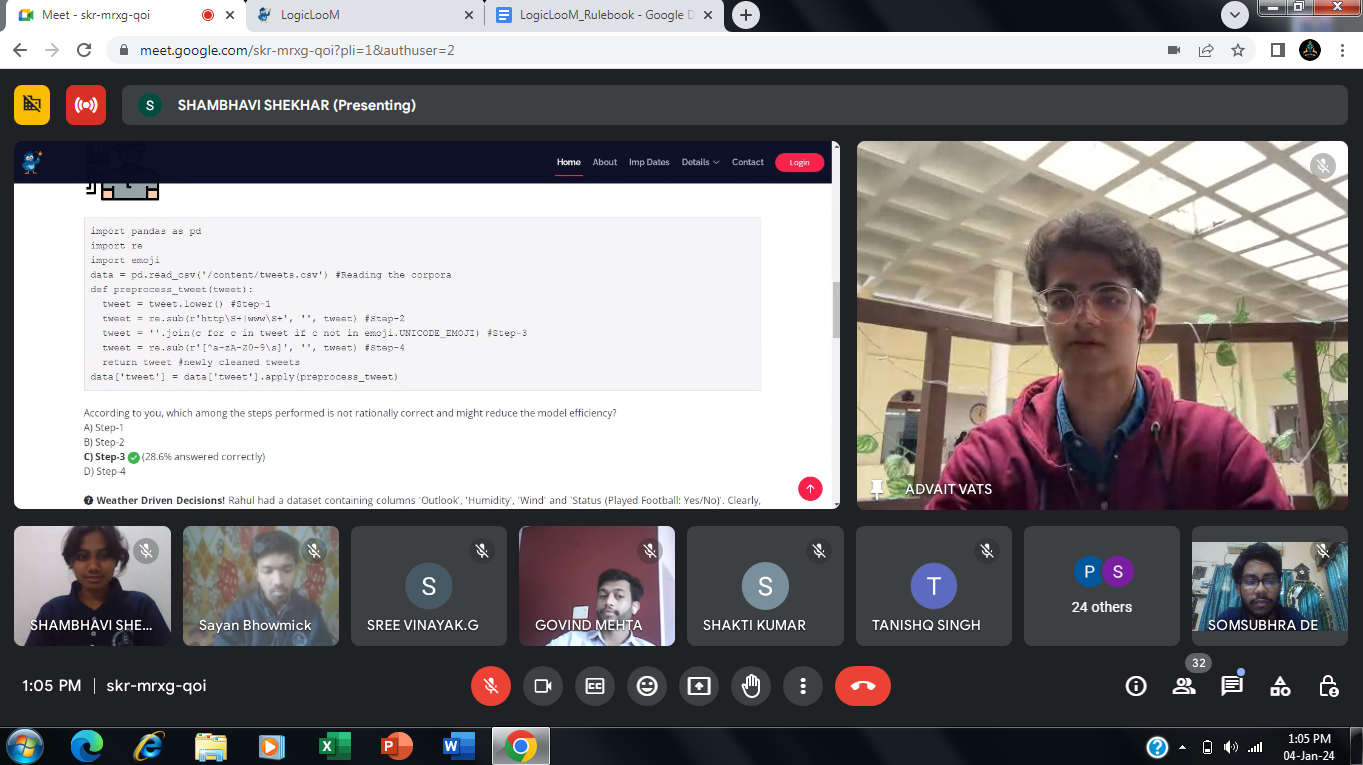 Meet - skr-mrxg-qoi
LogicLooM
LogicLooM_Rulebook - Google D
meet.google.com/skr-mrxg-qoi?pli=1&authuser=2
S
SHAMBHAVI SHEKHAR (Presenting)
Home About Imp Dates Details Contact Login
import pandas as pd
import re
import emoji
data = pd.read_csv('/content/tweets.csv') #Reading the corpora
def preprocess_tweet(tweet):
tweet = tweet.lower() #Step-1
tweet = re.sub(r'http\S+|www\S+', '', tweet) #Step-2
tweet = ''.join(c for c in tweet if c not in emoji.UNICODE_EMOJI) #Step-3
tweet = re.sub(r'[^a-zA-Z0-9\s]', '', tweet) #Step-4
return tweet #newly cleaned tweets
data['tweet'] = data['tweet'].apply(preprocess_tweet)
According to you, which among the steps performed is not rationally correct and might reduce the model efficiency?
A) Step-1
B) Step-2
C) Step-3 (28.6% answered correctly)
D) Step-4
Weather Driven Decisions! Rahul had a dataset containing columns 'Outlook', 'Humidity', 'Wind' and 'Status (Played Football: Yes/No)'. Clearly,
ADVAIT VATS
SHAMBHAVI SHE...
Sayan Bhowmick
S
SREE VINAYAK.G
GOVIND MEHTA
S
SHAKTI KUMAR
T
TANISHQ SINGH
P S
24 others
SOMSUBHRA DE
1:05 PM | skr-mrxg-qoi
CC
32
1:05 PM
04-Jan-24